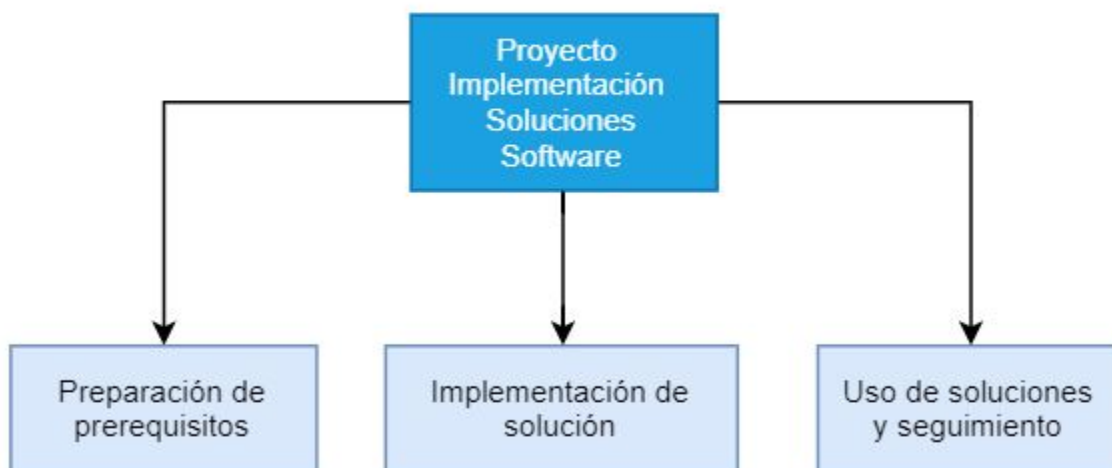 Proyecto
Implementación
Soluciones
Software
Preparación de
prerequisitos
Implementación de
solución
Uso de soluciones
y seguimiento